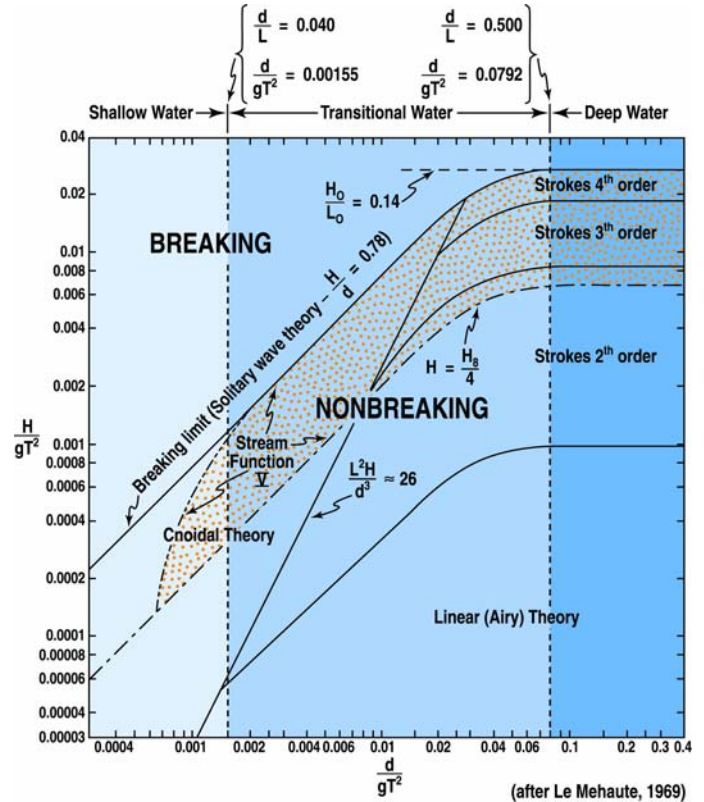 d/L = 0.040
d/gT² = 0.00155
d/L = 0.500
d/gT² = 0.0792
Shallow Water
Transitional Water
Deep Water
0.04
0.02
0.01
0.008
0.006
0.004
0.002
0.001
0.0008
0.0006
0.0004
0.0002
0.0001
0.00008
0.00006
0.00004
0.00003
H/gT²
H₀/L₀ = 0.14
Strokes 4th order
Strokes 3th order
BREAKING
Breaking limit (Solitary wave theory - H/d = 0.78)
H = H₈/4
Strokes 2th order
NONBREAKING
Stream
Function
V
L²H/d³ ≈ 26
Cnoidal Theory
Linear (Airy) Theory
0.0004
0.001
0.002
0.004
0.006
0.01
0.02
0.04
0.06
0.1
0.2
0.3
0.4
d/gT²
(after Le Mehaute, 1969)